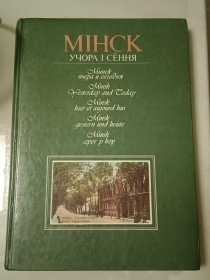 МІНСК
УЧОРА І СЁННЯ
Минск
вчера и сегодня
Minsk
Yesterday and Today
Minsk
hier et aujourd'hui
Minsk
gestern und heute
Minsk
ayer y hoy